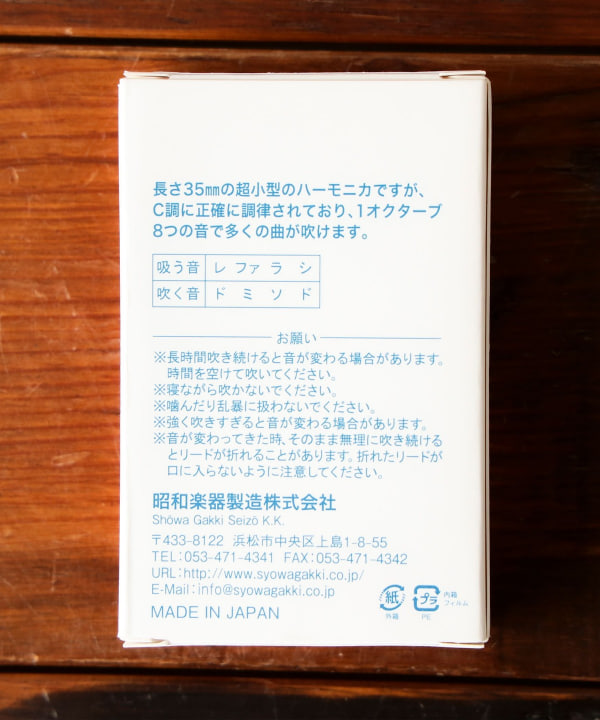 長さ35㎜の超小型のハーモニカですが、
C調に正確に調律されており、1オクターブ
8つの音で多くの曲が吹けます。
吸う音 レ ファ ラ シ
吹く音 ド ミ ソ ド
お願い
※長時間吹き続けると音が変わる場合があります。
時間を空けて吹いてください。
※寝ながら吹かないでください。
※噛んだり乱暴に扱わないでください。
※強く吹きすぎると音が変わる場合があります。
※音が変わってきた時、そのまま無理に吹き続ける
とリードが折れることがあります。折れたリードが
口に入らないように注意してください。
昭和楽器製造株式会社
Shōwa Gakki Seizō K.K.
〒433-8122 浜松市中央区上島1-8-55
TEL:053-471-4341 FAX:053-471-4342
URL:http://www.syowagakki.co.jp/
E-Mail:info@syowagakki.co.jp
MADE IN JAPAN
紙
外箱
プラ
PE
内箱
フィルム